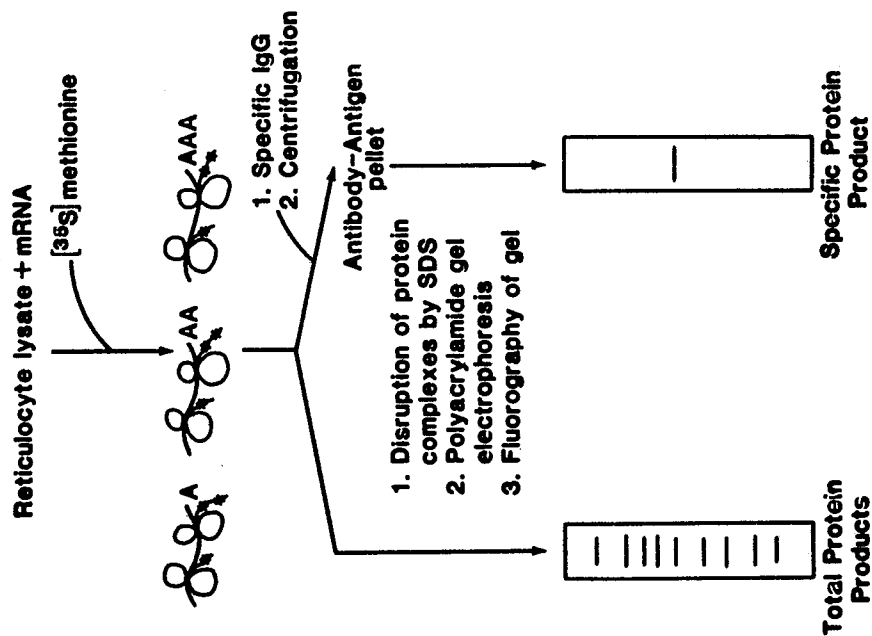 Reticulocyte lysate + mRNA
[35S] methionine
A
AA
AAA
1. Specific IgG
2. Centrifugation
Antibody-Antigen
pellet
1. Disruption of protein
complexes by SDS
2. Polyacrylamide gel
electrophoresis
3. Fluorography of gel
Total Protein
Products
Specific Protein
Product